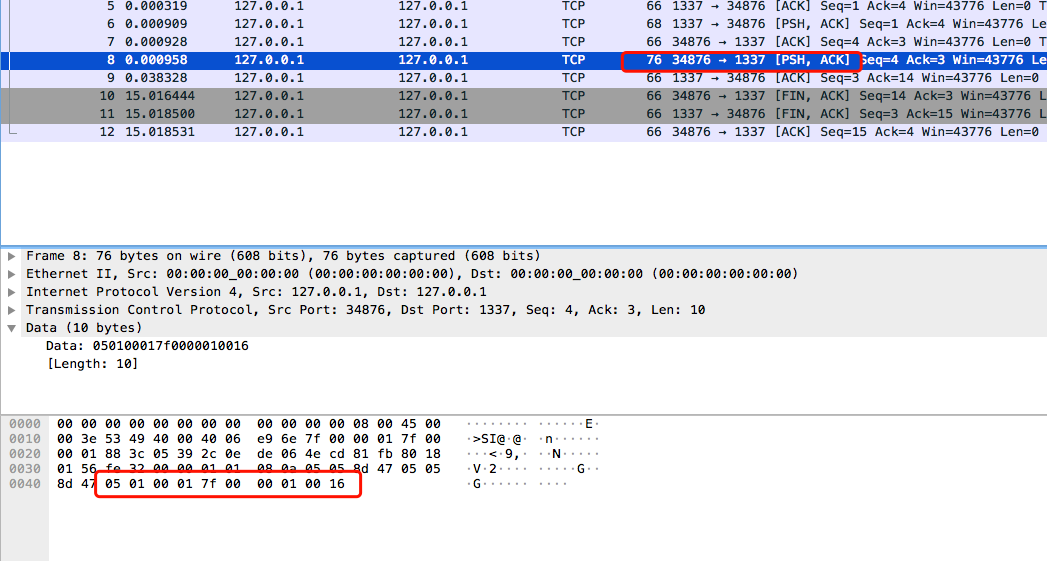 5 0.000319 127.0.0.1 127.0.0.1 TCP 66 1337 → 34876 [ACK] Seq=1 Ack=4 Win=43776 Len=0 T
6 0.000909 127.0.0.1 127.0.0.1 TCP 68 1337 → 34876 [PSH, ACK] Seq=1 Ack=4 Win=43776 Le
7 0.000928 127.0.0.1 127.0.0.1 TCP 66 34876 → 1337 [ACK] Seq=4 Ack=3 Win=43776 Len=0 T
8 0.000958 127.0.0.1 127.0.0.1 TCP 76 34876 → 1337 [PSH, ACK] Seq=4 Ack=3 Win=43776 Le
9 0.038328 127.0.0.1 127.0.0.1 TCP 66 1337 → 34876 [ACK] Seq=3 Ack=14 Win=43776 Len=0
10 15.016444 127.0.0.1 127.0.0.1 TCP 66 34876 → 1337 [FIN, ACK] Seq=14 Ack=3 Win=43776 L
11 15.018500 127.0.0.1 127.0.0.1 TCP 66 1337 → 34876 [FIN, ACK] Seq=3 Ack=15 Win=43776 L
12 15.018531 127.0.0.1 127.0.0.1 TCP 66 34876 → 1337 [ACK] Seq=15 Ack=4 Win=43776 Len=0
Frame 8: 76 bytes on wire (608 bits), 76 bytes captured (608 bits)
Ethernet II, Src: 00:00:00_00:00:00 (00:00:00:00:00:00), Dst: 00:00:00_00:00:00 (00:00:00:00:00:00)
Internet Protocol Version 4, Src: 127.0.0.1, Dst: 127.0.0.1
Transmission Control Protocol, Src Port: 34876, Dst Port: 1337, Seq: 4, Ack: 3, Len: 10
Data (10 bytes)
Data: 050100017f0000010016
[Length: 10]
0000 00 00 00 00 00 00 00 00 00 00 00 00 08 00 45 00 ········ ······E·
0010 00 3e 53 49 40 00 40 06 e9 6e 7f 00 00 01 7f 00 ·>SI@·@· ·n······
0020 00 01 88 3c 05 39 2c 0e de 06 4e cd 81 fb 80 18 ···<·9,· ··N·····
0030 01 56 fe 32 00 00 01 01 08 0a 05 05 8d 47 05 05 ·V·2···· ·····G··
0040 8d 47 05 01 00 01 7f 00 00 01 00 16 ·G······ ····